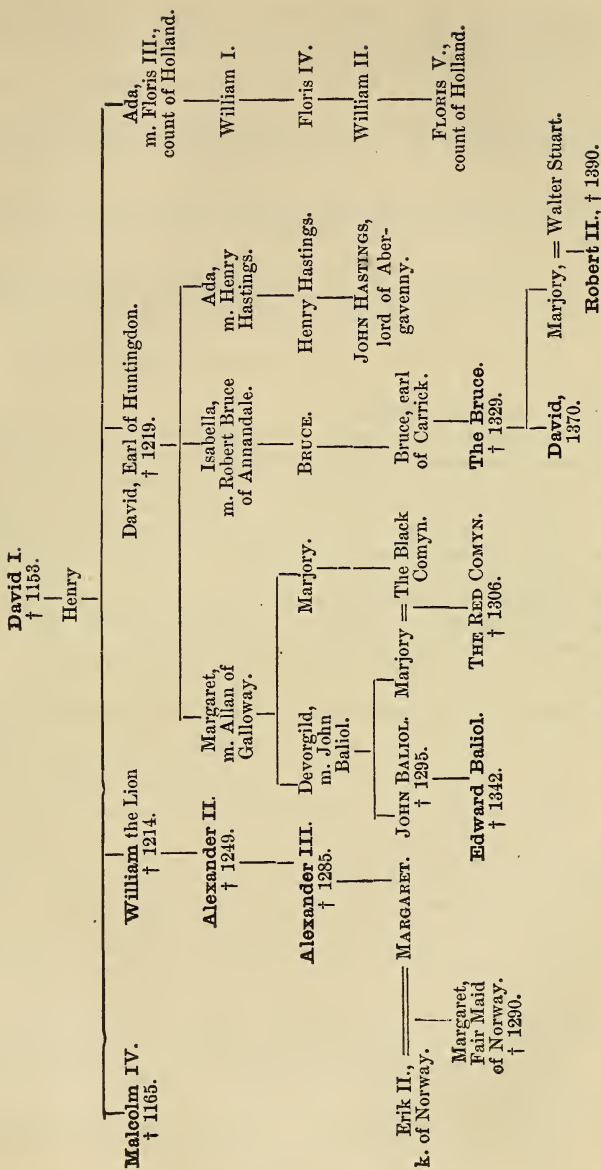 David I.
† 1153.
Henry
Malcolm IV.
† 1165.
William the Lion
† 1214.
David, Earl of Huntingdon.
† 1219.
Ada,
m. Floris III.,
count of Holland.
Alexander II.
† 1249.
Margaret,
m. Allan of
Galloway.
Isabella,
m. Robert Bruce
of Annandale.
Ada,
m. Henry
Hastings.
William I.
Alexander III.
† 1285.
Devorgild,
m. John
Baliol.
Marjory.
BRUCE.
Henry Hastings.
Floris IV.
Erik II., ═ MARGARET.
k. of Norway.
JOHN BALIOL.
† 1295.
Marjory = The Black
Comyn.
Bruce, earl
of Carrick.
JOHN HASTINGS,
lord of Aber-
gavenny.
William II.
Margaret,
Fair Maid
of Norway.
† 1290.
Edward Baliol.
† 1342.
THE RED COMYN.
† 1306.
The Bruce.
† 1329.
FLORIS V.,
count of Holland.
David,
1370.
Marjory, = Walter Stuart.
Robert II., † 1390.